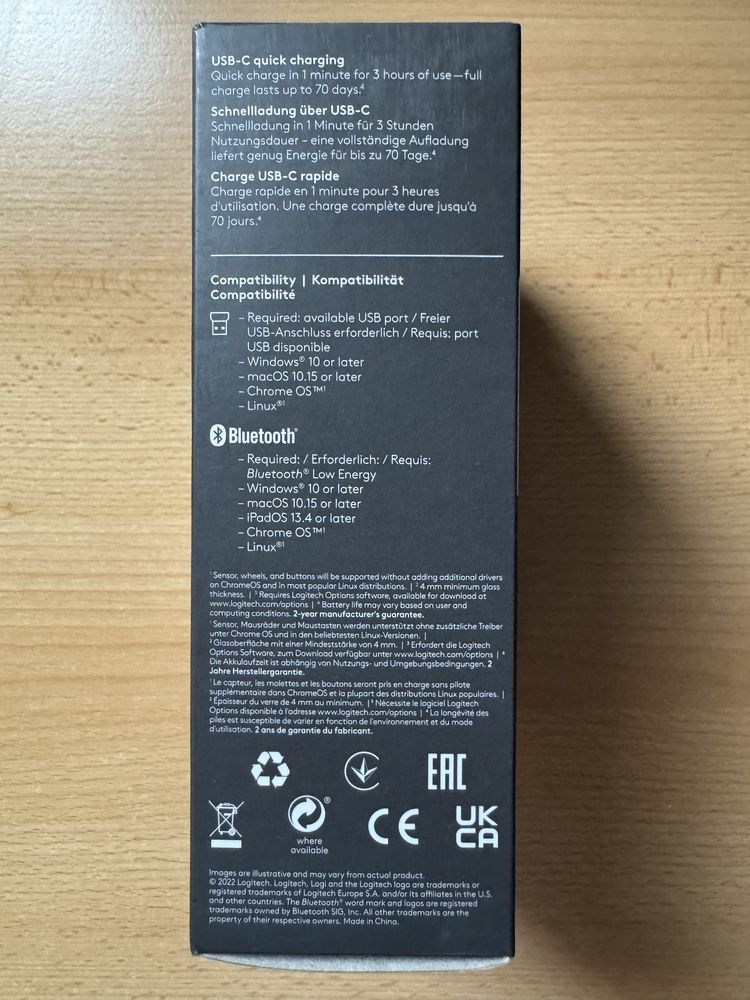 USB-C quick charging
Quick charge in 1 minute for 3 hours of use—full
charge lasts up to 70 days.⁴
Schnellladung über USB-C
Schnellladung in 1 Minute für 3 Stunden
Nutzungsdauer – eine vollständige Aufladung
liefert genug Energie für bis zu 70 Tage.⁴
Charge USB-C rapide
Charge rapide en 1 minute pour 3 heures
d'utilisation. Une charge complète dure jusqu'à
70 jours.⁴
Compatibility | Kompatibilität
Compatibilité
– Required: available USB port / Freier
USB-Anschluss erforderlich / Requis: port
USB disponible
– Windows® 10 or later
– macOS 10.15 or later
– Chrome OS™¹
– Linux®¹
Bluetooth®
– Required: / Erforderlich: / Requis:
Bluetooth® Low Energy
– Windows® 10 or later
– macOS 10.15 or later
– iPadOS 13.4 or later
– Chrome OS™¹
– Linux®¹
¹ Sensor, wheels, and buttons will be supported without adding additional drivers
on ChromeOS and in most popular Linux distributions. | ² 4 mm minimum glass
thickness. | ³ Requires Logitech Options software, available for download at
www.logitech.com/options | ⁴ Battery life may vary based on user and
computing conditions. 2-year manufacturer's guarantee.
¹ Sensor, Mausräder und Maustasten werden unterstützt ohne zusätzliche Treiber
unter Chrome OS und in den beliebtesten Linux-Versionen. |
² Glasoberfläche mit einer Mindeststärke von 4 mm. | ³ Erfordert die Logitech
Options Software, zum Download verfügbar unter www.logitech.com/options | ⁴
Die Akkulaufzeit ist abhängig von Nutzungs- und Umgebungsbedingungen. 2
Jahre Herstellergarantie.
¹ Le capteur, les molettes et les boutons seront pris en charge sans pilote
supplémentaire dans ChromeOS et la plupart des distributions Linux populaires. |
² Épaisseur du verre de 4 mm au minimum. | ³ Nécessite le logiciel Logitech
Options disponible à l'adresse www.logitech.com/options | ⁴ La longévité des
piles est susceptible de varier en fonction de l'environnement et du mode
d'utilisation. 2 ans de garantie du fabricant.
EAC
®
where
available
CE
UK
CA
Images are illustrative and may vary from actual product.
© 2022 Logitech. Logitech, Logi and the Logitech logo are trademarks or
registered trademarks of Logitech Europe S.A. and/or its affiliates in the U.S.
and other countries. The Bluetooth® word mark and logos are registered
trademarks owned by Bluetooth SIG, Inc. All other trademarks are the
property of their respective owners. Made in China.